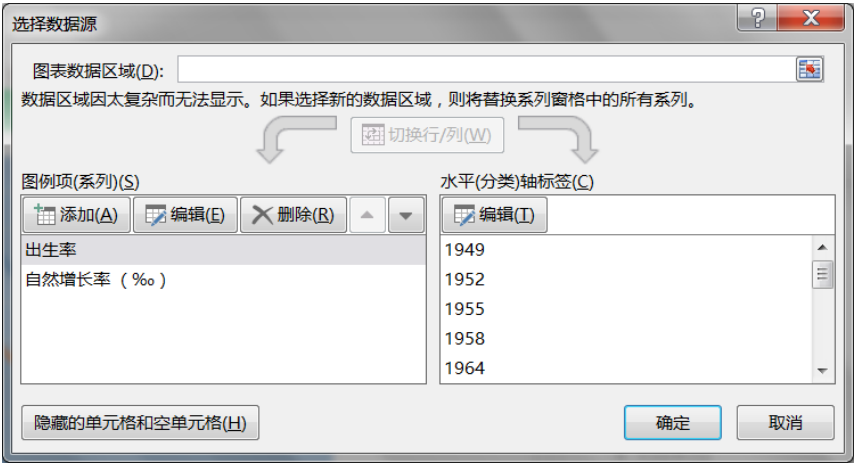 选择数据源
图表数据区域(D):
数据区域因太复杂而无法显示。如果选择新的数据区域，则将替换系列窗格中的所有系列。
切换行/列(W)
图例项(系列)(S)
添加(A) 编辑(E) 删除(R)
出生率
自然增长率（‰）
水平(分类)轴标签(C)
编辑(T)
1949
1952
1955
1958
1964
隐藏的单元格和空单元格(H)
确定 取消